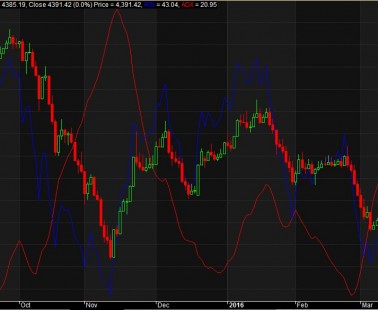 4385.19, Close 4391.42 (0.0%) Price = 4,391.42, RSI = 43.04, ADX = 20.95
Oct Nov Dec 2016 Feb Mar